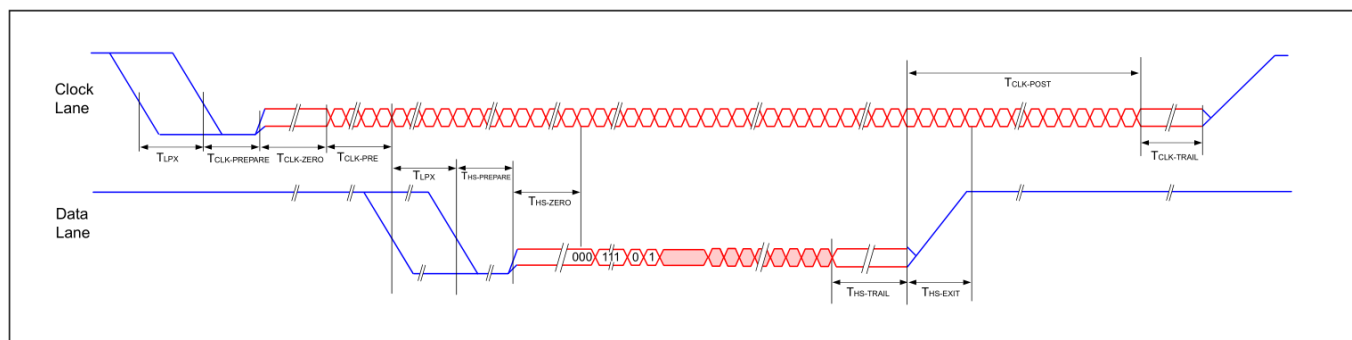 TCLK-POST
Clock
Lane
TLPX
TCLK-PREPARE
TCLK-ZERO
TCLK-PRE
TCLK-TRAIL
TLPX
THS-PREPARE
THS-ZERO
Data
Lane
000 111 0 1
THS-TRAIL
THS-EXIT